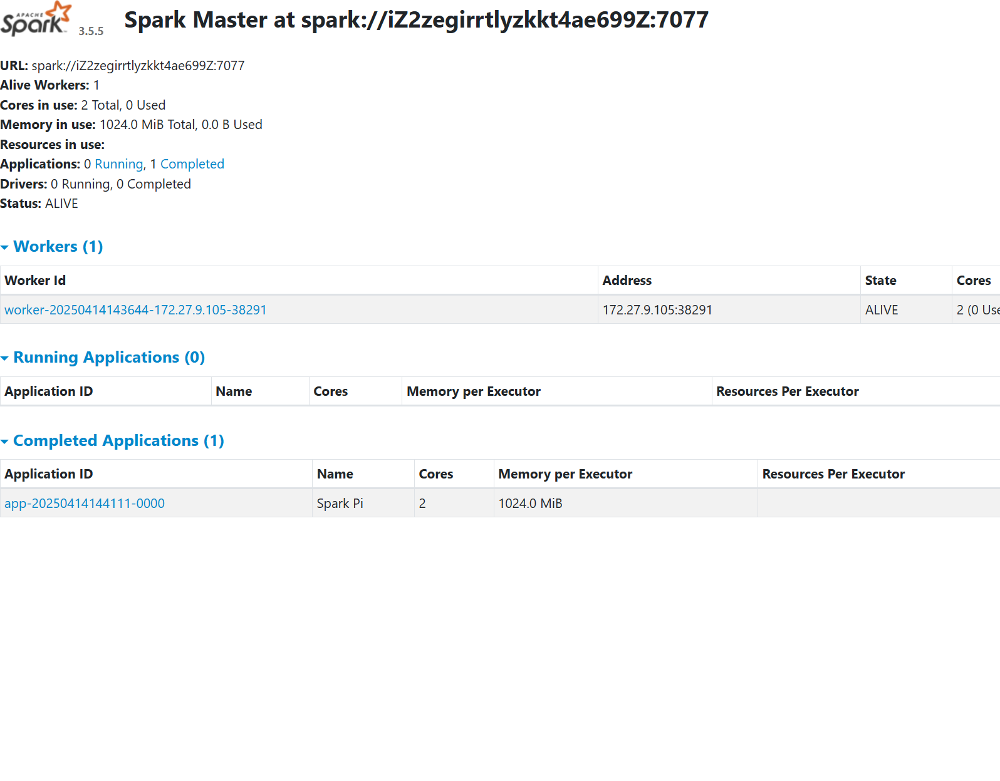 APACHE Spark 3.5.5 Spark Master at spark://iZ2zegirrtlyzkkt4ae699Z:7077
URL: spark://iZ2zegirrtlyzkkt4ae699Z:7077
Alive Workers: 1
Cores in use: 2 Total, 0 Used
Memory in use: 1024.0 MiB Total, 0.0 B Used
Resources in use:
Applications: 0 Running, 1 Completed
Drivers: 0 Running, 0 Completed
Status: ALIVE
Workers (1)
Worker Id Address State Cores
worker-20250414143644-172.27.9.105-38291 172.27.9.105:38291 ALIVE 2 (0 Use
Running Applications (0)
Application ID Name Cores Memory per Executor Resources Per Executor
Completed Applications (1)
Application ID Name Cores Memory per Executor Resources Per Executor
app-20250414144111-0000 Spark Pi 2 1024.0 MiB